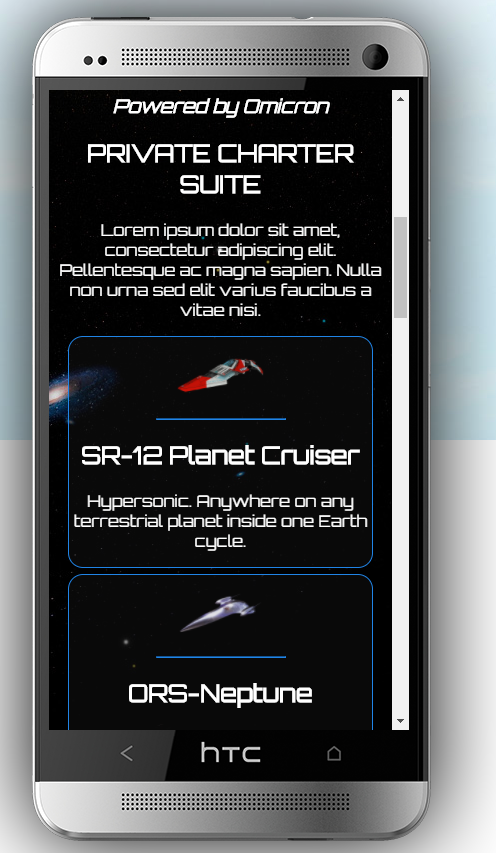 Powered by Omicron
PRIVATE CHARTER
SUITE
Lorem ipsum dolor sit amet,
consectetur adipiscing elit.
Pellentesque ac magna sapien. Nulla
non urna sed elit varius faucibus a
vitae nisi.
SR-12 Planet Cruiser
Hypersonic. Anywhere on any
terrestrial planet inside one Earth
cycle.
ORS-Neptune
hTC